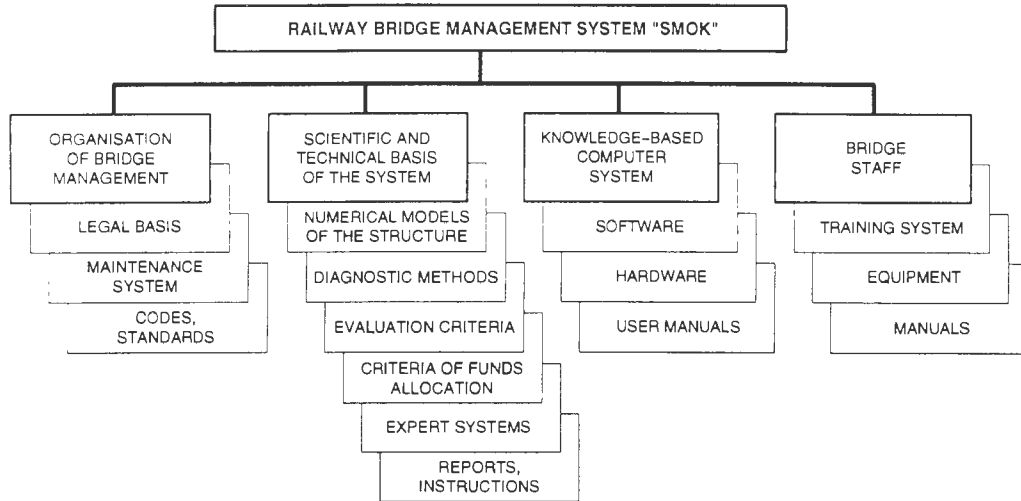 RAILWAY BRIDGE MANAGEMENT SYSTEM "SMOK"
ORGANISATION
OF BRIDGE
MANAGEMENT
LEGAL BASIS
MAINTENANCE
SYSTEM
CODES,
STANDARDS
SCIENTIFIC AND
TECHNICAL BASIS
OF THE SYSTEM
NUMERICAL MODELS
OF THE STRUCTURE
DIAGNOSTIC METHODS
EVALUATION CRITERIA
CRITERIA OF FUNDS
ALLOCATION
EXPERT SYSTEMS
REPORTS,
INSTRUCTIONS
KNOWLEDGE-BASED
COMPUTER
SYSTEM
SOFTWARE
HARDWARE
USER MANUALS
BRIDGE
STAFF
TRAINING SYSTEM
EQUIPMENT
MANUALS